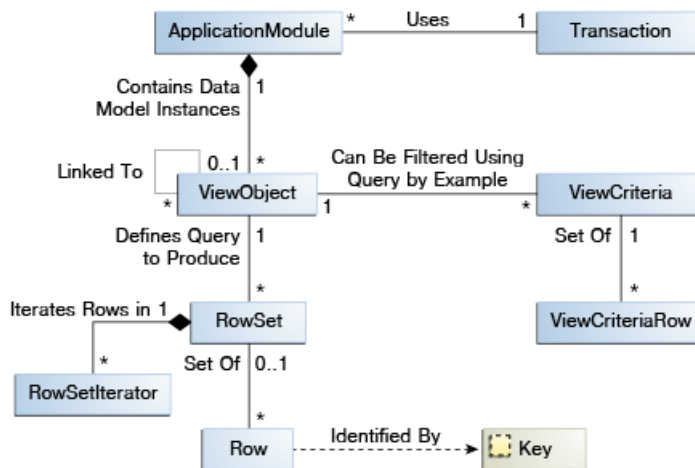 ApplicationModule
*
Uses
1
Transaction
Contains Data
Model Instances
1
Linked To
0..1
*
Can Be Filtered Using
Query by Example
*
ViewObject
1
*
ViewCriteria
Defines Query
to Produce
1
Set Of
1
*
*
Iterates Rows in
1
RowSet
ViewCriteriaRow
*
Set Of
0..1
RowSetIterator
*
Row
Identified By
Key